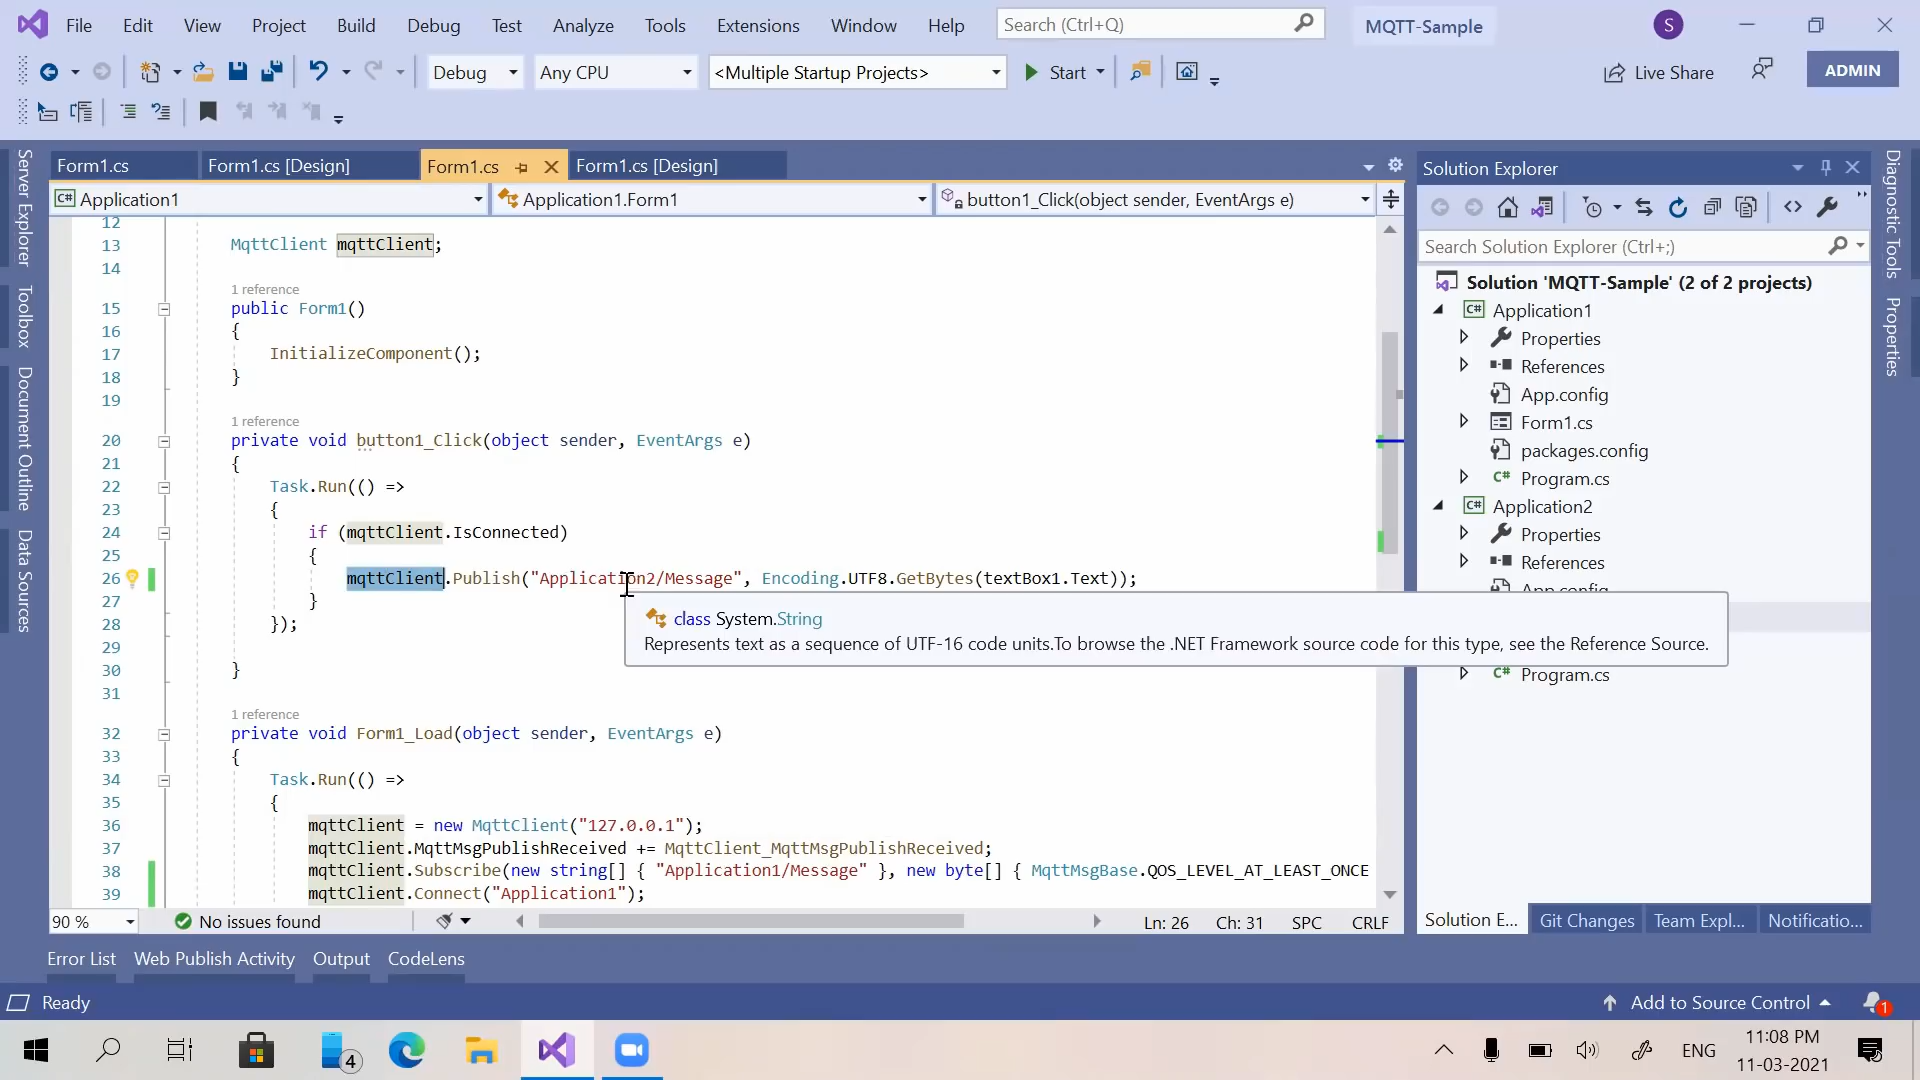 File Edit View Project Build Debug Test Analyze Tools Extensions Window Help Search (Ctrl+Q) MQTT-Sample S
Debug Any CPU <Multiple Startup Projects> Start Live Share ADMIN
Server Explorer
Toolbox
Document Outline
Data Sources
Form1.cs Form1.cs [Design] Form1.cs Form1.cs [Design]
C# Application1 Application1.Form1 button1_Click(object sender, EventArgs e)
12
13 MqttClient mqttClient;
14
1 reference
15 public Form1()
16 {
17 InitializeComponent();
18 }
19
1 reference
20 private void button1_Click(object sender, EventArgs e)
21 {
22 Task.Run(() =>
23 {
24 if (mqttClient.IsConnected)
25 {
26 mqttClient.Publish("Application2/Message", Encoding.UTF8.GetBytes(textBox1.Text));
27 }
28 });
29
30 }
31
class System.String
Represents text as a sequence of UTF-16 code units.To browse the .NET Framework source code for this type, see the Reference Source.
1 reference
32 private void Form1_Load(object sender, EventArgs e)
33 {
34 Task.Run(() =>
35 {
36 mqttClient = new MqttClient("127.0.0.1");
37 mqttClient.MqttMsgPublishReceived += MqttClient_MqttMsgPublishReceived;
38 mqttClient.Subscribe(new string[] { "Application1/Message" }, new byte[] { MqttMsgBase.QOS_LEVEL_AT_LEAST_ONCE
39 mqttClient.Connect("Application1");
90 % No issues found Ln: 26 Ch: 31 SPC CRLF
Solution Explorer
Search Solution Explorer (Ctrl+;)
Solution 'MQTT-Sample' (2 of 2 projects)
C# Application1
Properties
References
App.config
Form1.cs
packages.config
C# Program.cs
C# Application2
Properties
References
App.config
C# Program.cs
Solution E... Git Changes Team Expl... Notificatio...
Diagnostic Tools
Properties
Error List Web Publish Activity Output CodeLens
Ready Add to Source Control 1
4 ENG 11:08 PM
11-03-2021